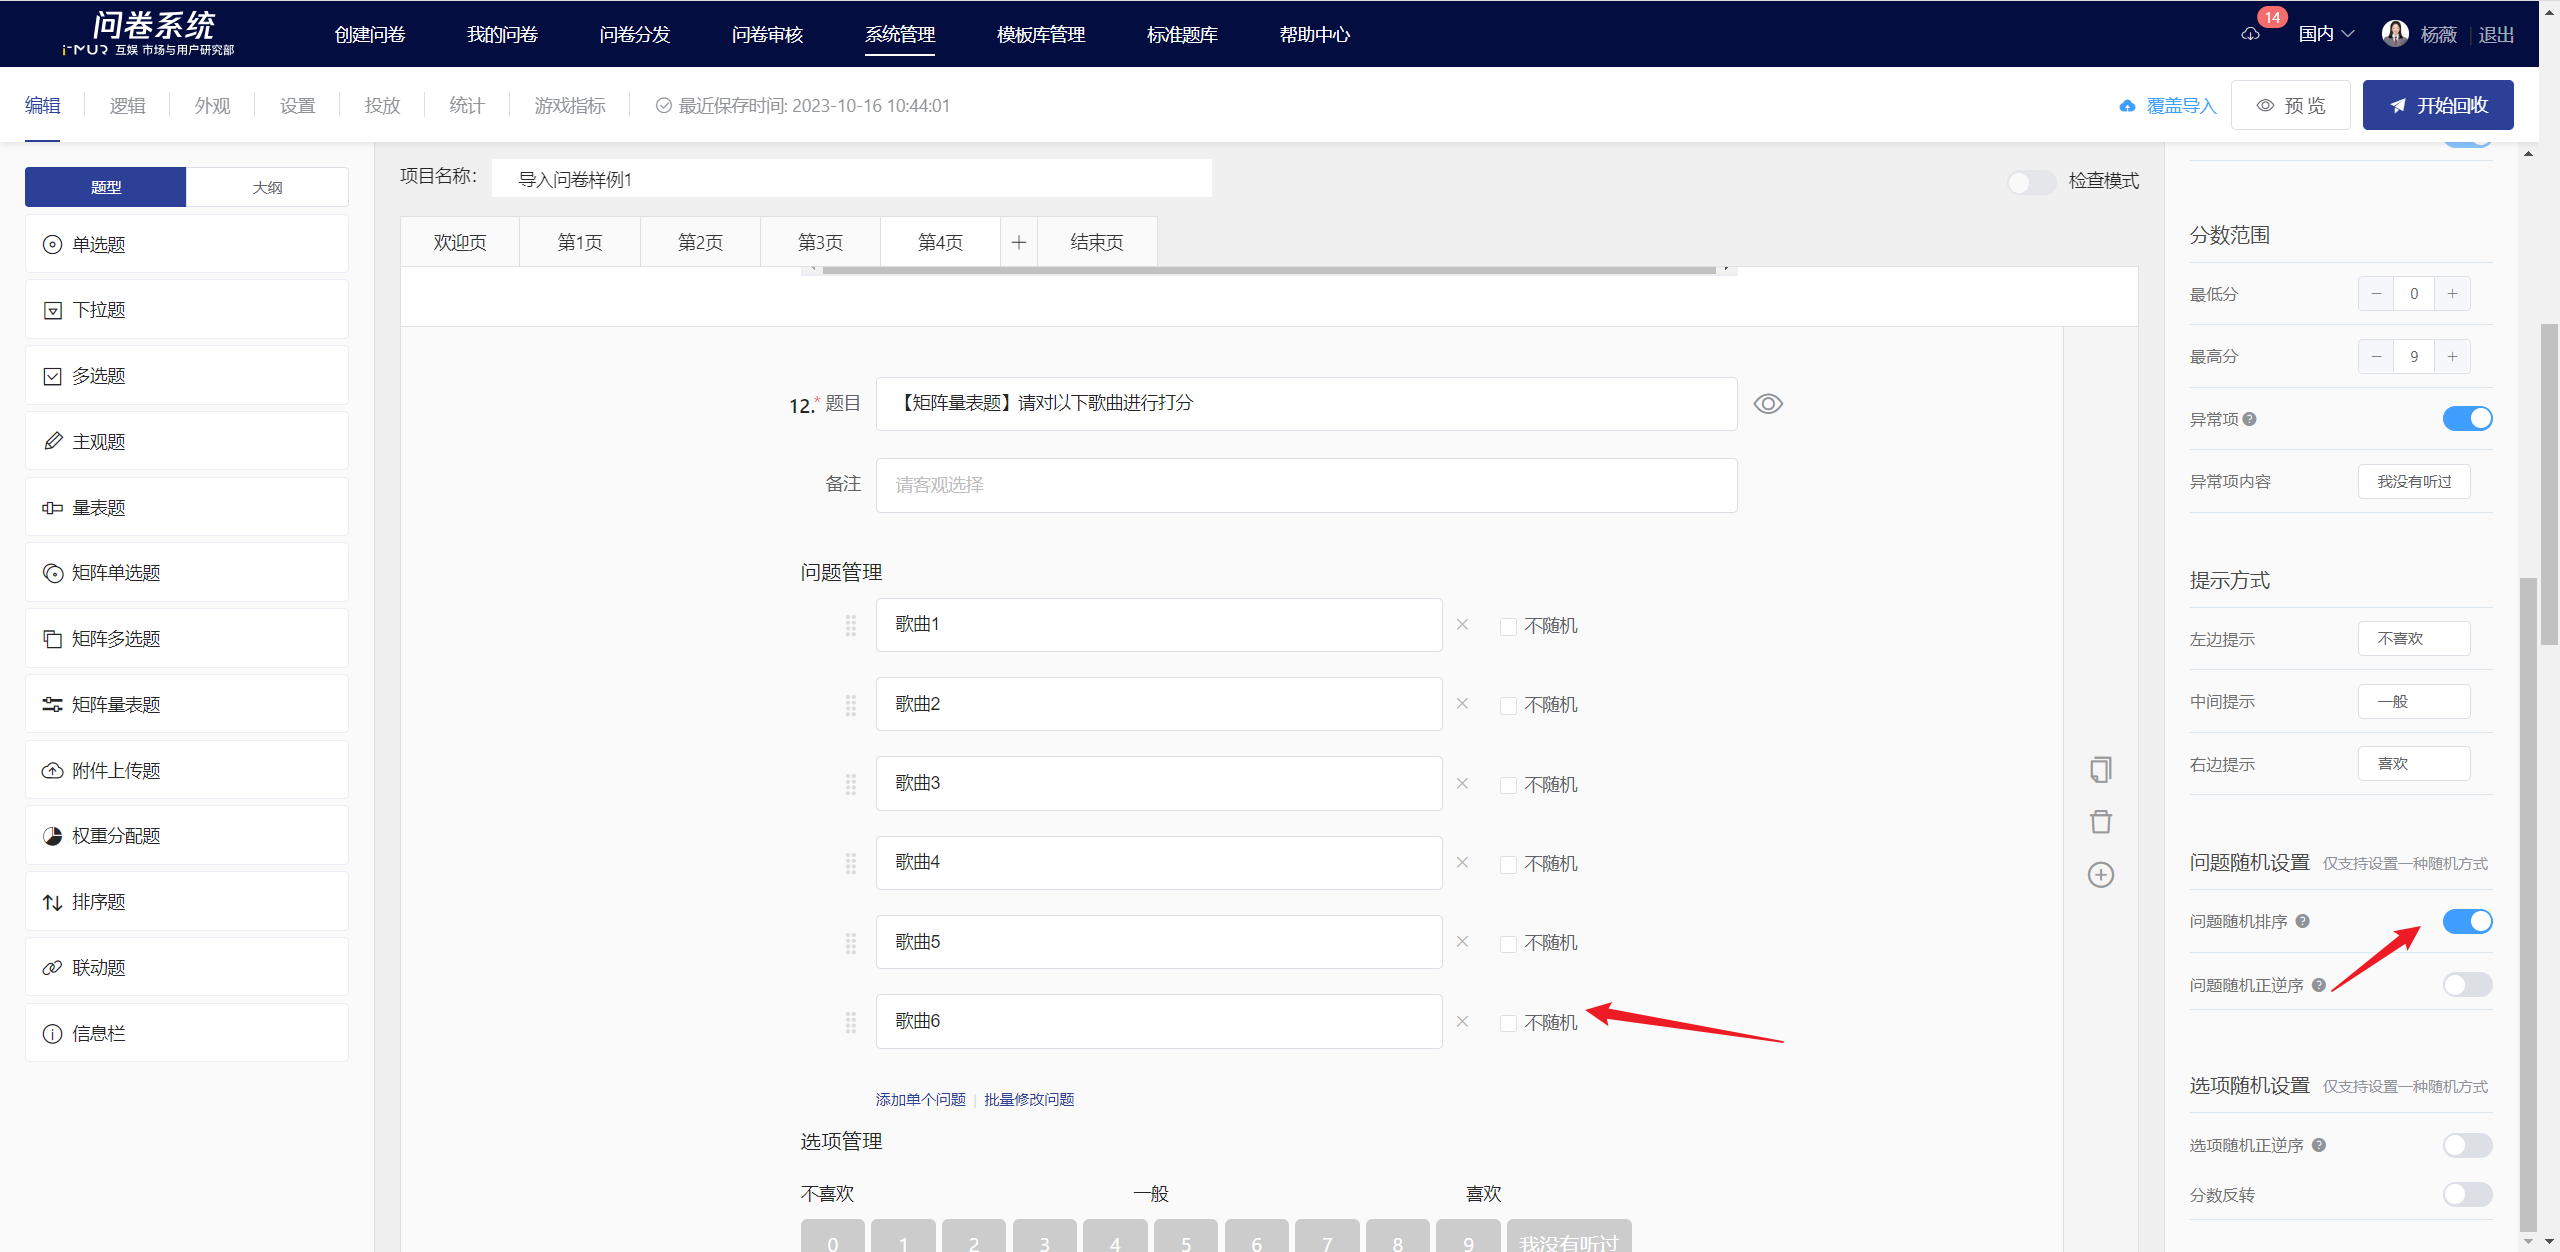 问卷系统
i-MUR 互娱 市场与用户研究部
创建问卷
我的问卷
问卷分发
问卷审核
系统管理
模板库管理
标准题库
帮助中心
14
国内
杨薇
退出
编辑
逻辑
外观
设置
投放
统计
游戏指标
最近保存时间: 2023-10-16 10:44:01
覆盖导入
预 览
开始回收
题型
大纲
单选题
下拉题
多选题
主观题
量表题
矩阵单选题
矩阵多选题
矩阵量表题
附件上传题
权重分配题
排序题
联动题
信息栏
项目名称:
导入问卷样例1
检查模式
欢迎页
第1页
第2页
第3页
第4页
结束页
12.* 题目
【矩阵量表题】请对以下歌曲进行打分
备注
请客观选择
问题管理
歌曲1
不随机
歌曲2
不随机
歌曲3
不随机
歌曲4
不随机
歌曲5
不随机
歌曲6
不随机
添加单个问题 | 批量修改问题
选项管理
不喜欢
一般
喜欢
0
1
2
3
4
5
6
7
8
9
我没有听过
分数范围
最低分
0
最高分
9
异常项
异常项内容
我没有听过
提示方式
左边提示
不喜欢
中间提示
一般
右边提示
喜欢
问题随机设置 仅支持设置一种随机方式
问题随机排序
问题随机正逆序
选项随机设置 仅支持设置一种随机方式
选项随机正逆序
分数反转